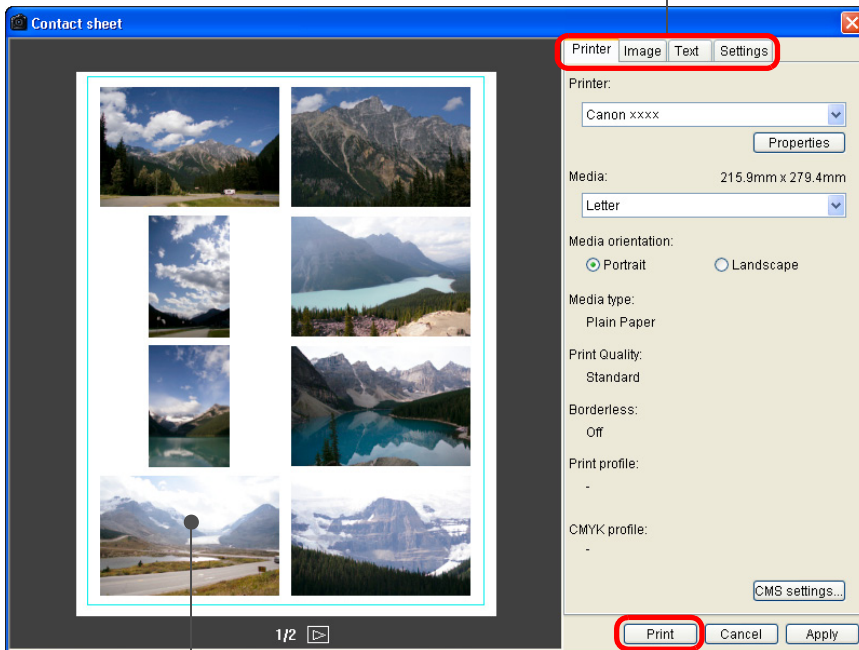 Contact sheet
Printer Image Text Settings
Printer:
Canon xxxx
Properties
Media: 215.9mm x 279.4mm
Letter
Media orientation:
Portrait Landscape
Media type:
Plain Paper
Print Quality:
Standard
Borderless:
Off
Print profile:
-
CMYK profile:
-
CMS settings...
1/2
Print Cancel Apply